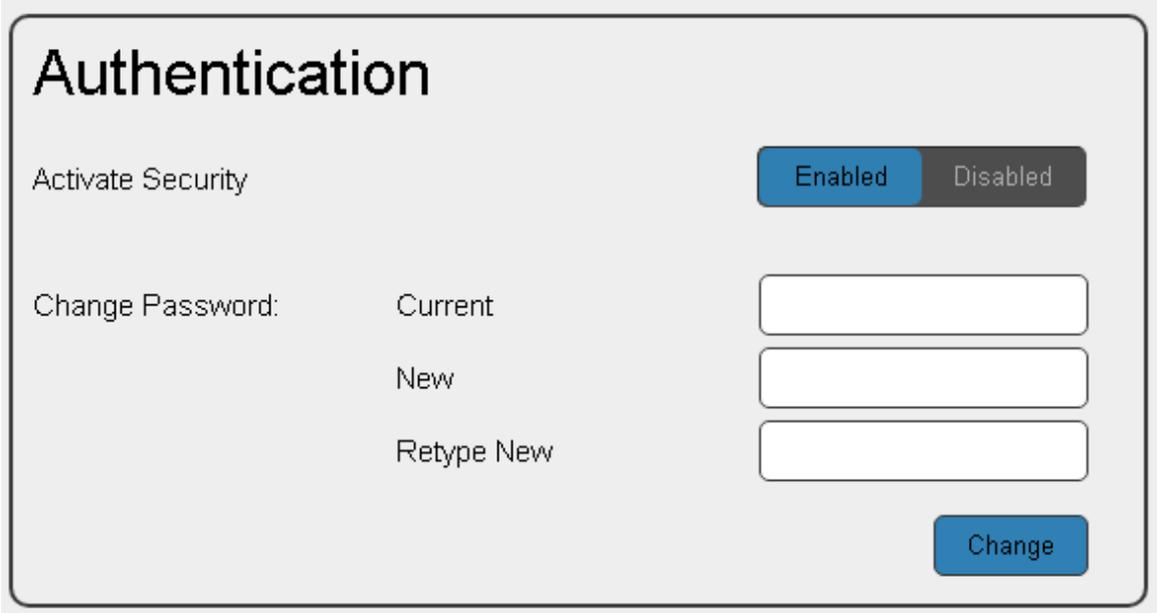 Authentication
Activate Security Enabled Disabled
Change Password: Current
New
Retype New
Change